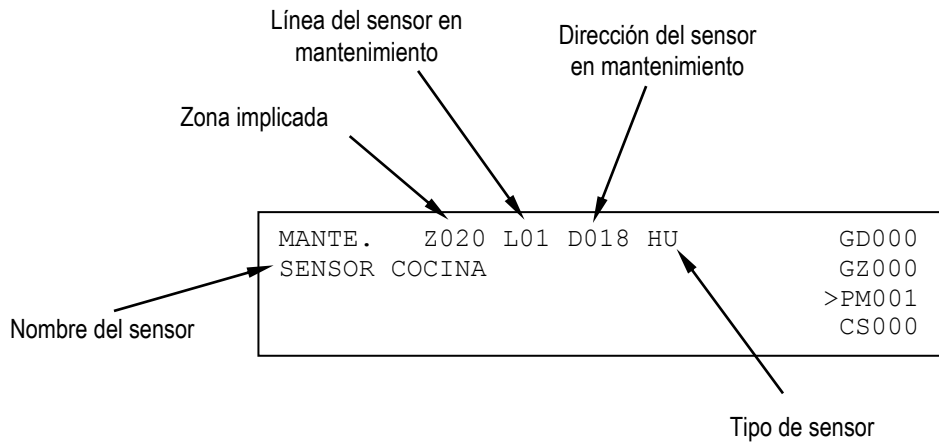 Línea del sensor en
mantenimiento
Dirección del sensor
en mantenimiento
Zona implicada
MANTE. Z020 L01 D018 HU GD000
SENSOR COCINA GZ000
>PM001
CS000
Nombre del sensor
Tipo de sensor